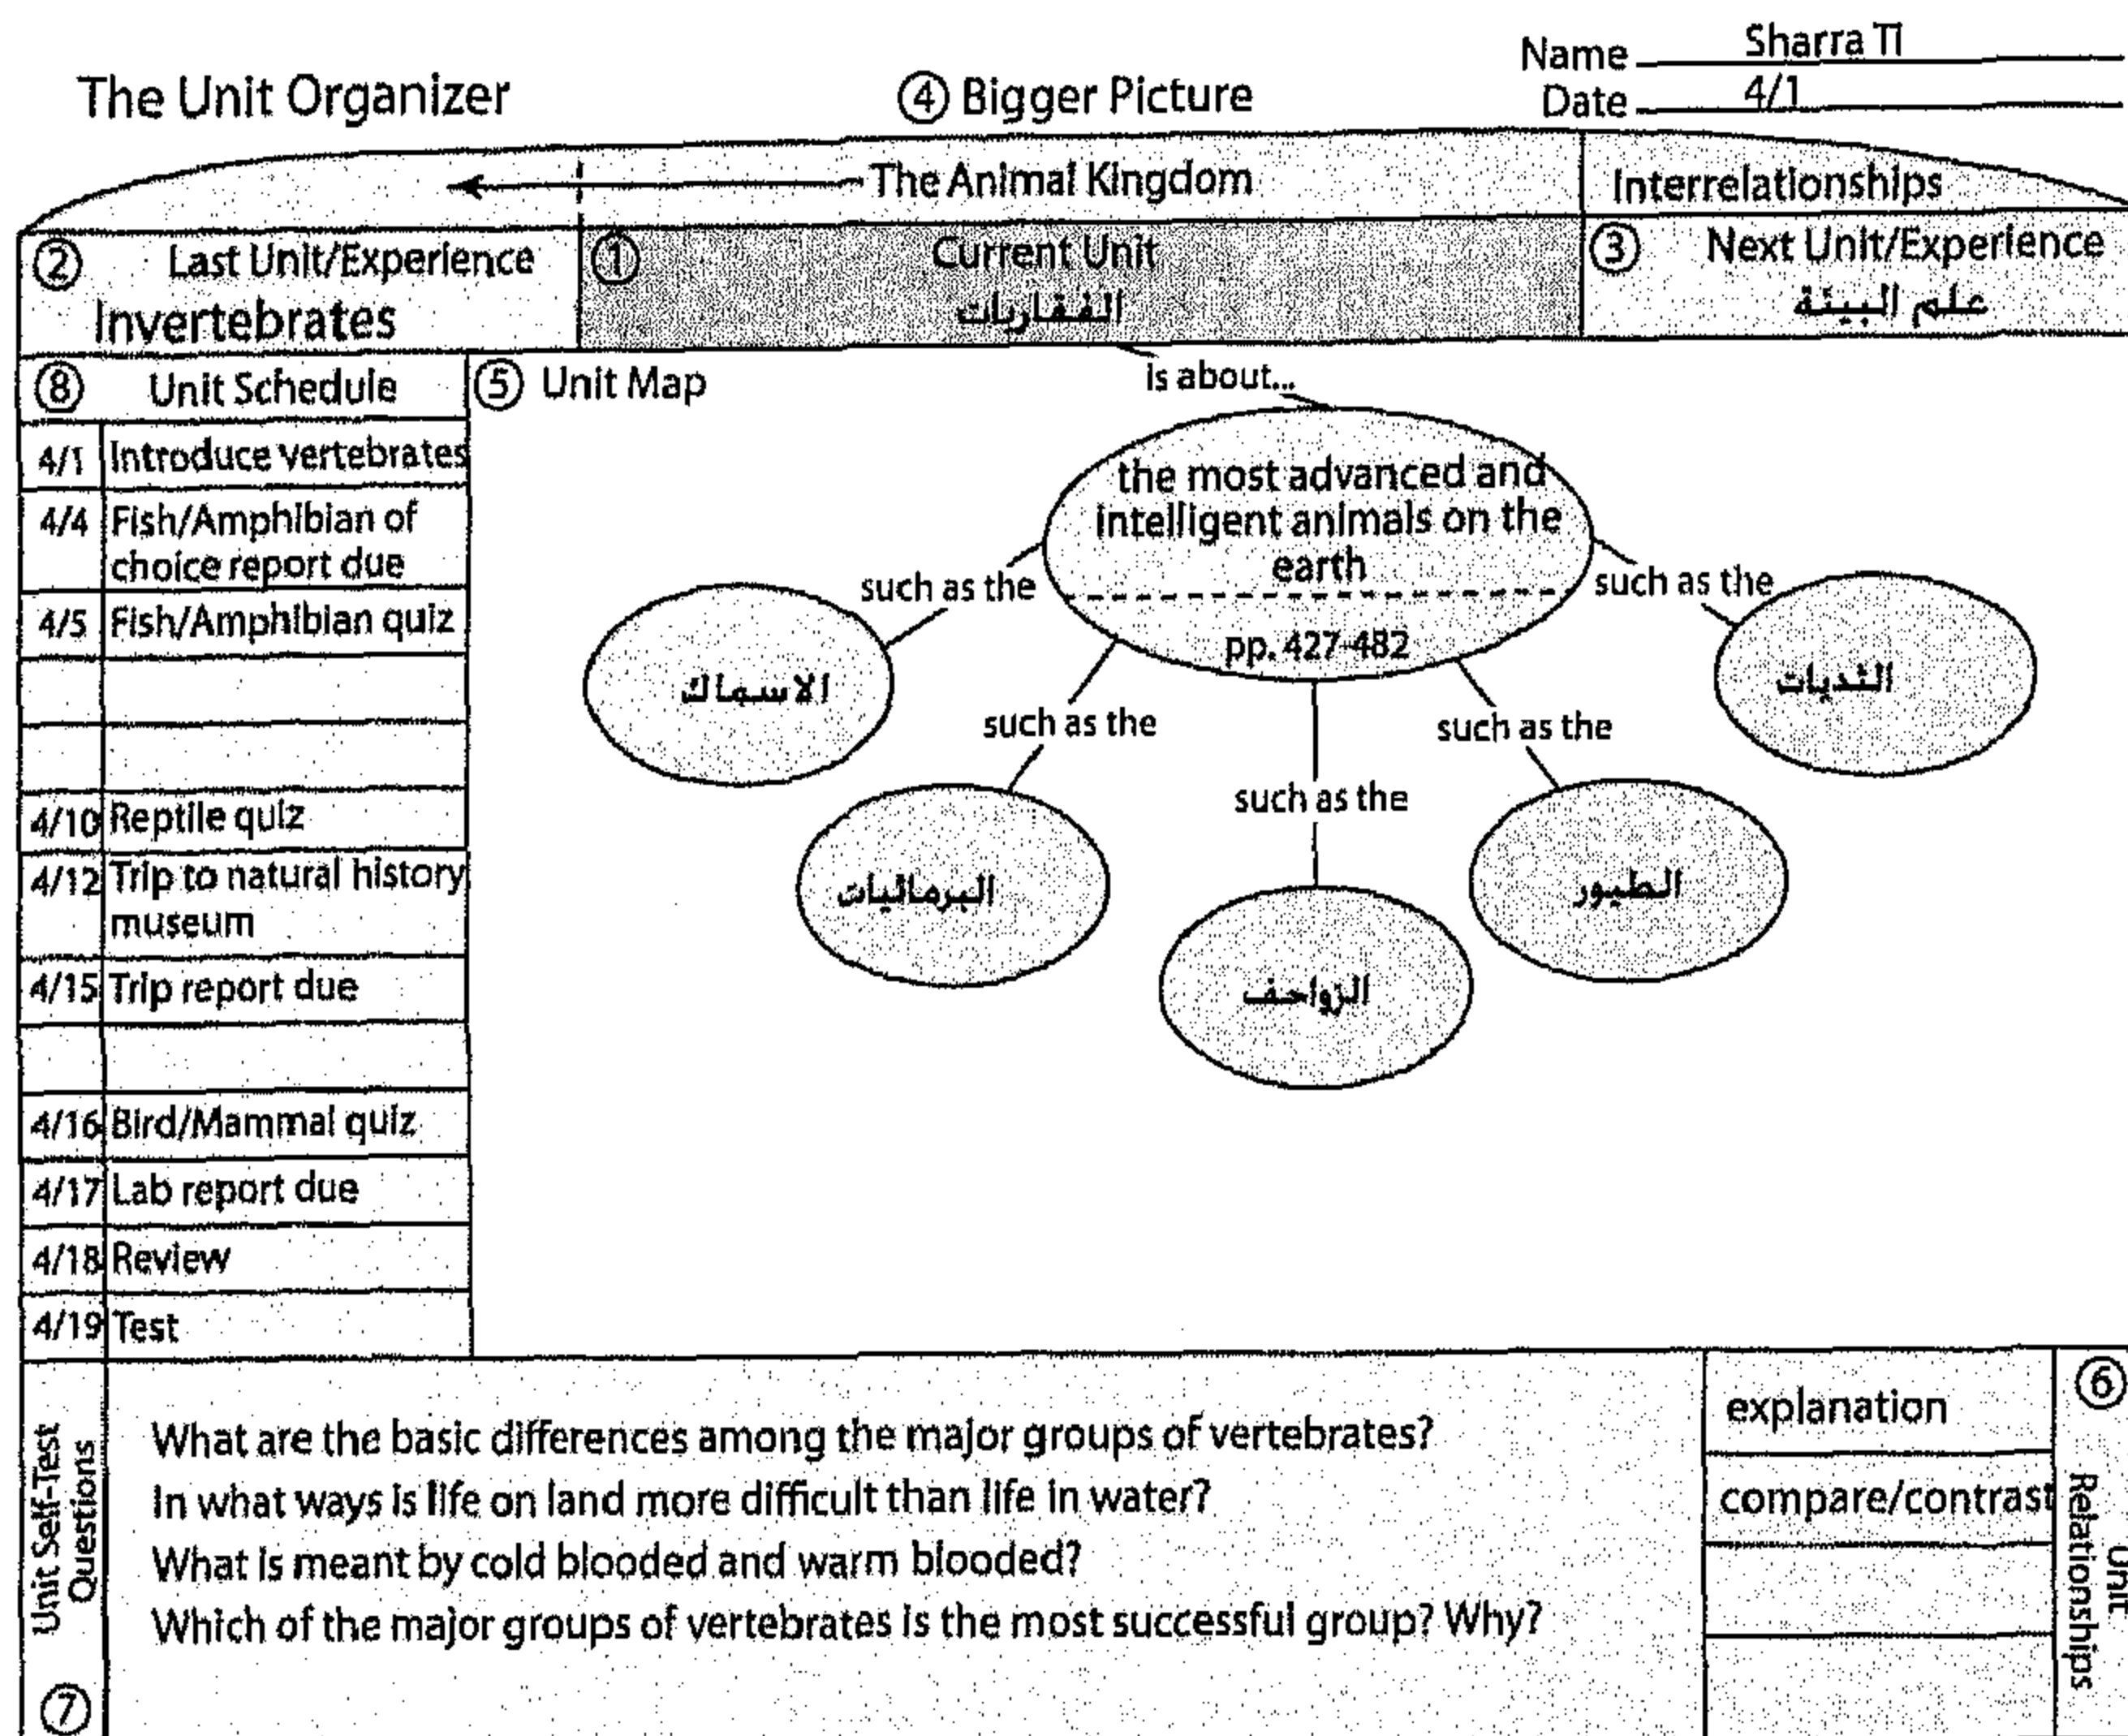 Name Sharra TI
The Unit Organizer
④ Bigger Picture
Date 4/1
The Animal Kingdom
Interrelationships
② Last Unit/Experience
Invertebrates
① Current Unit
الفقاريات
③ Next Unit/Experience
علم البيئة
⑧ Unit Schedule
4/1 Introduce vertebrates
4/4 Fish/Amphibian of
choice report due
4/5 Fish/Amphibian quiz
4/10 Reptile quiz
4/12 Trip to natural history
museum
4/15 Trip report due
4/16 Bird/Mammal quiz
4/17 Lab report due
4/18 Review
4/19 Test
⑤ Unit Map
is about...
the most advanced and
intelligent animals on the
earth
pp. 427-482
such as the
الاسماك
such as the
البرمائيات
such as the
الزواحف
such as the
الطيور
such as the
الثديات
Unit Self-Test
Questions
⑦
What are the basic differences among the major groups of vertebrates?
In what ways is life on land more difficult than life in water?
What is meant by cold blooded and warm blooded?
Which of the major groups of vertebrates is the most successful group? Why?
explanation
compare/contrast
⑥
Unit
Relationships